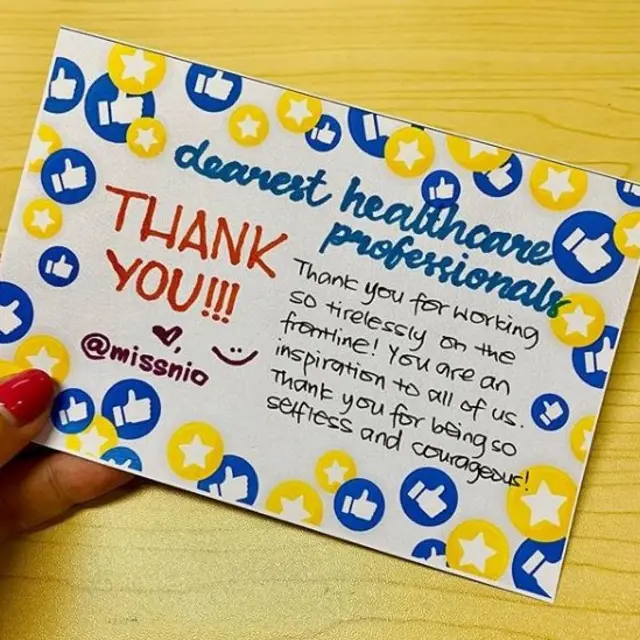 dearest healthcare
professionals
THANK
YOU!!!
♥,
@missnio
Thank you for working
so tirelessly on the
frontline! You are an
inspiration to all of us.
Thank you for being so
selfless and courageous!